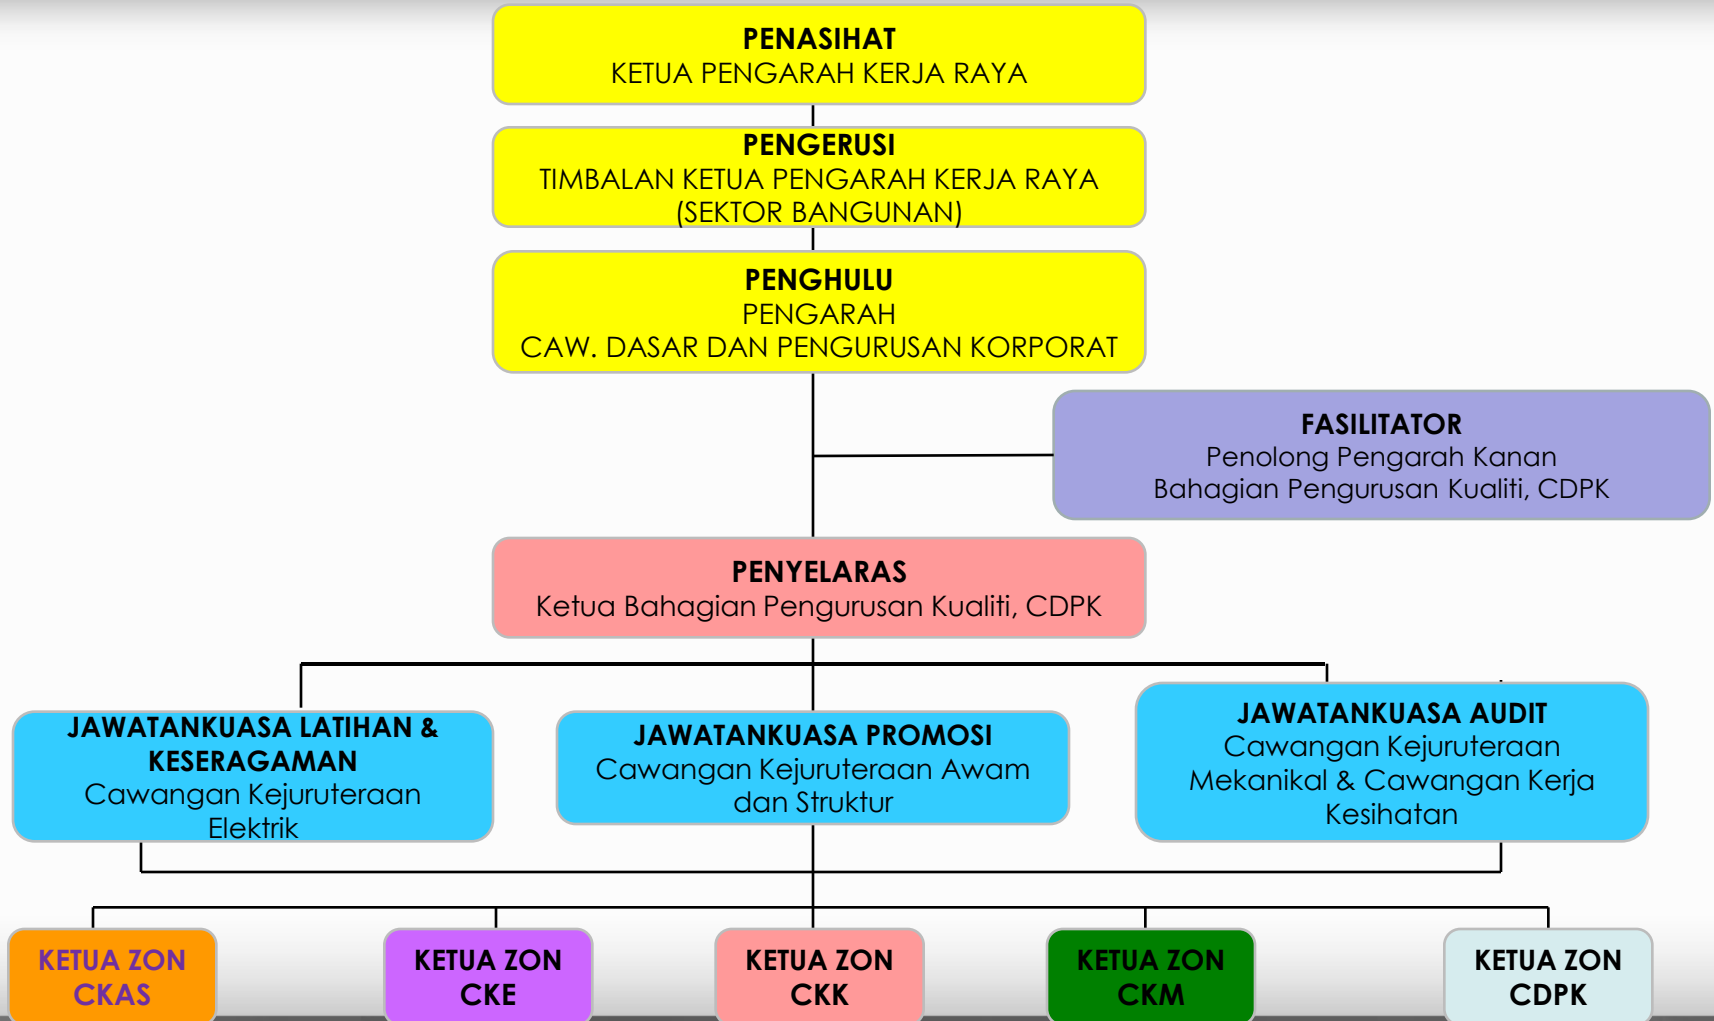 PENASIHAT
KETUA PENGARAH KERJA RAYA
PENGERUSI
TIMBALAN KETUA PENGARAH KERJA RAYA
(SEKTOR BANGUNAN)
PENGHULU
PENGARAH
CAW. DASAR DAN PENGURUSAN KORPORAT
FASILITATOR
Penolong Pengarah Kanan
Bahagian Pengurusan Kualiti, CDPK
PENYELARAS
Ketua Bahagian Pengurusan Kualiti, CDPK
JAWATANKUASA LATIHAN &
KESERAGAMAN
Cawangan Kejuruteraan
Elektrik
JAWATANKUASA PROMOSI
Cawangan Kejuruteraan Awam
dan Struktur
JAWATANKUASA AUDIT
Cawangan Kejuruteraan
Mekanikal & Cawangan Kerja
Kesihatan
KETUA ZON
CKAS
KETUA ZON
CKE
KETUA ZON
CKK
KETUA ZON
CKM
KETUA ZON
CDPK